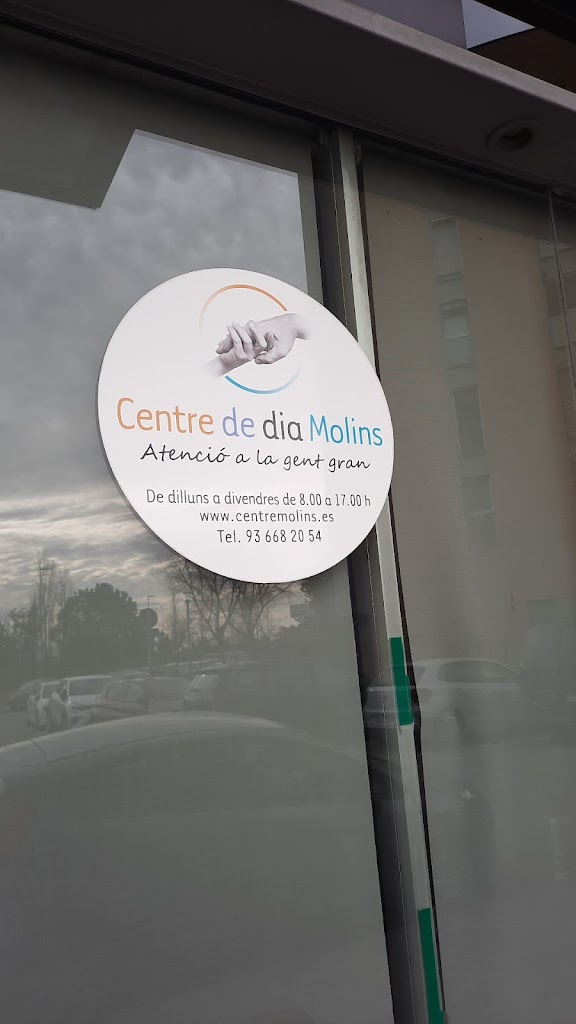 Centre de dia Molins
Atenció a la gent gran
De dilluns a divendres de 8.00 a 17.00 h
www.centremolins.es
Tel. 93 668 20 54